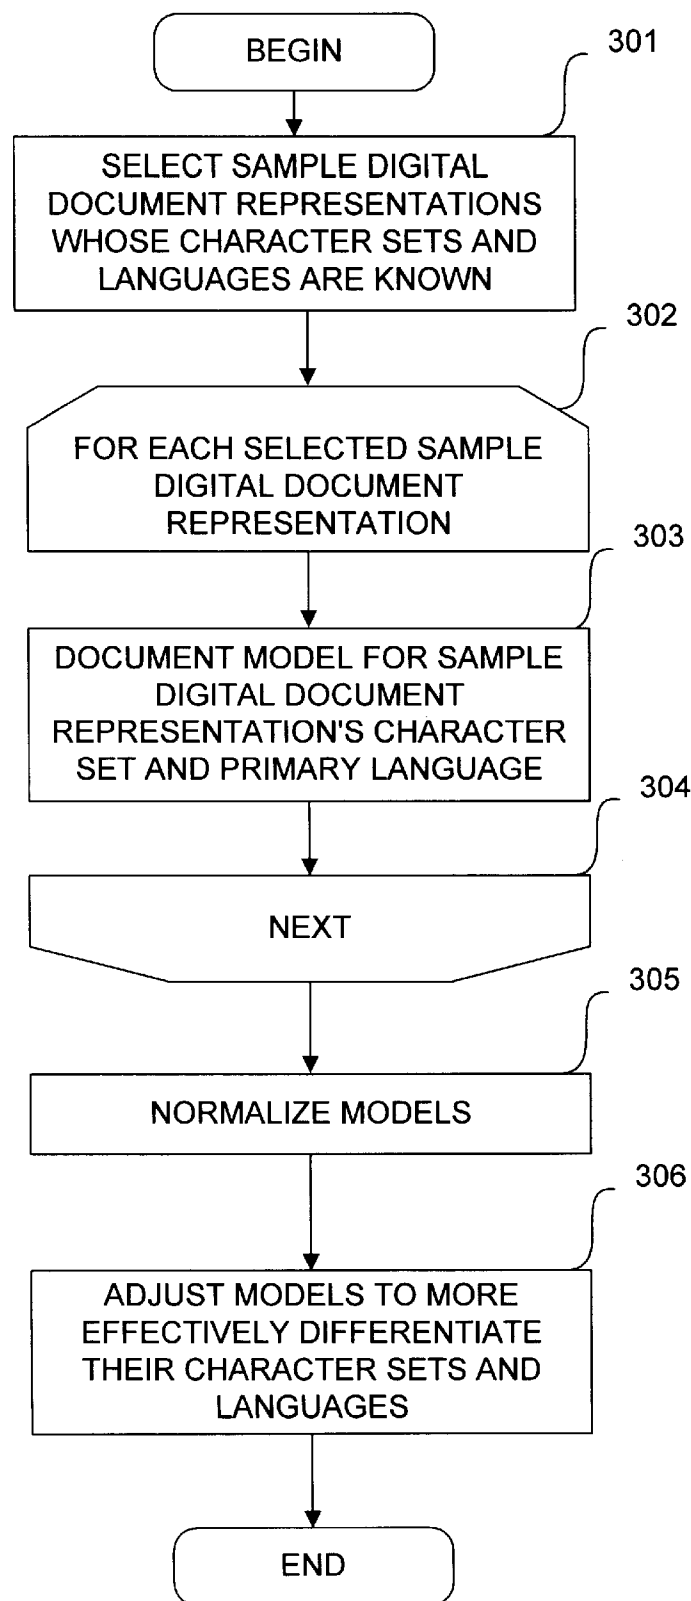 BEGIN
301
SELECT SAMPLE DIGITAL
DOCUMENT REPRESENTATIONS
WHOSE CHARACTER SETS AND
LANGUAGES ARE KNOWN
302
FOR EACH SELECTED SAMPLE
DIGITAL DOCUMENT
REPRESENTATION
303
DOCUMENT MODEL FOR SAMPLE
DIGITAL DOCUMENT
REPRESENTATION'S CHARACTER
SET AND PRIMARY LANGUAGE
304
NEXT
305
NORMALIZE MODELS
306
ADJUST MODELS TO MORE
EFFECTIVELY DIFFERENTIATE
THEIR CHARACTER SETS AND
LANGUAGES
END